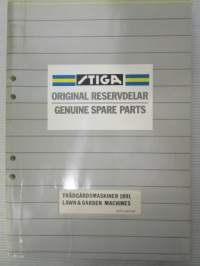 STIGA
ORIGINAL RESERVDELAR
GENUINE SPARE PARTS
TRÄDGÅRDSMASKINER 1991
LAWN & GARDEN MACHINES